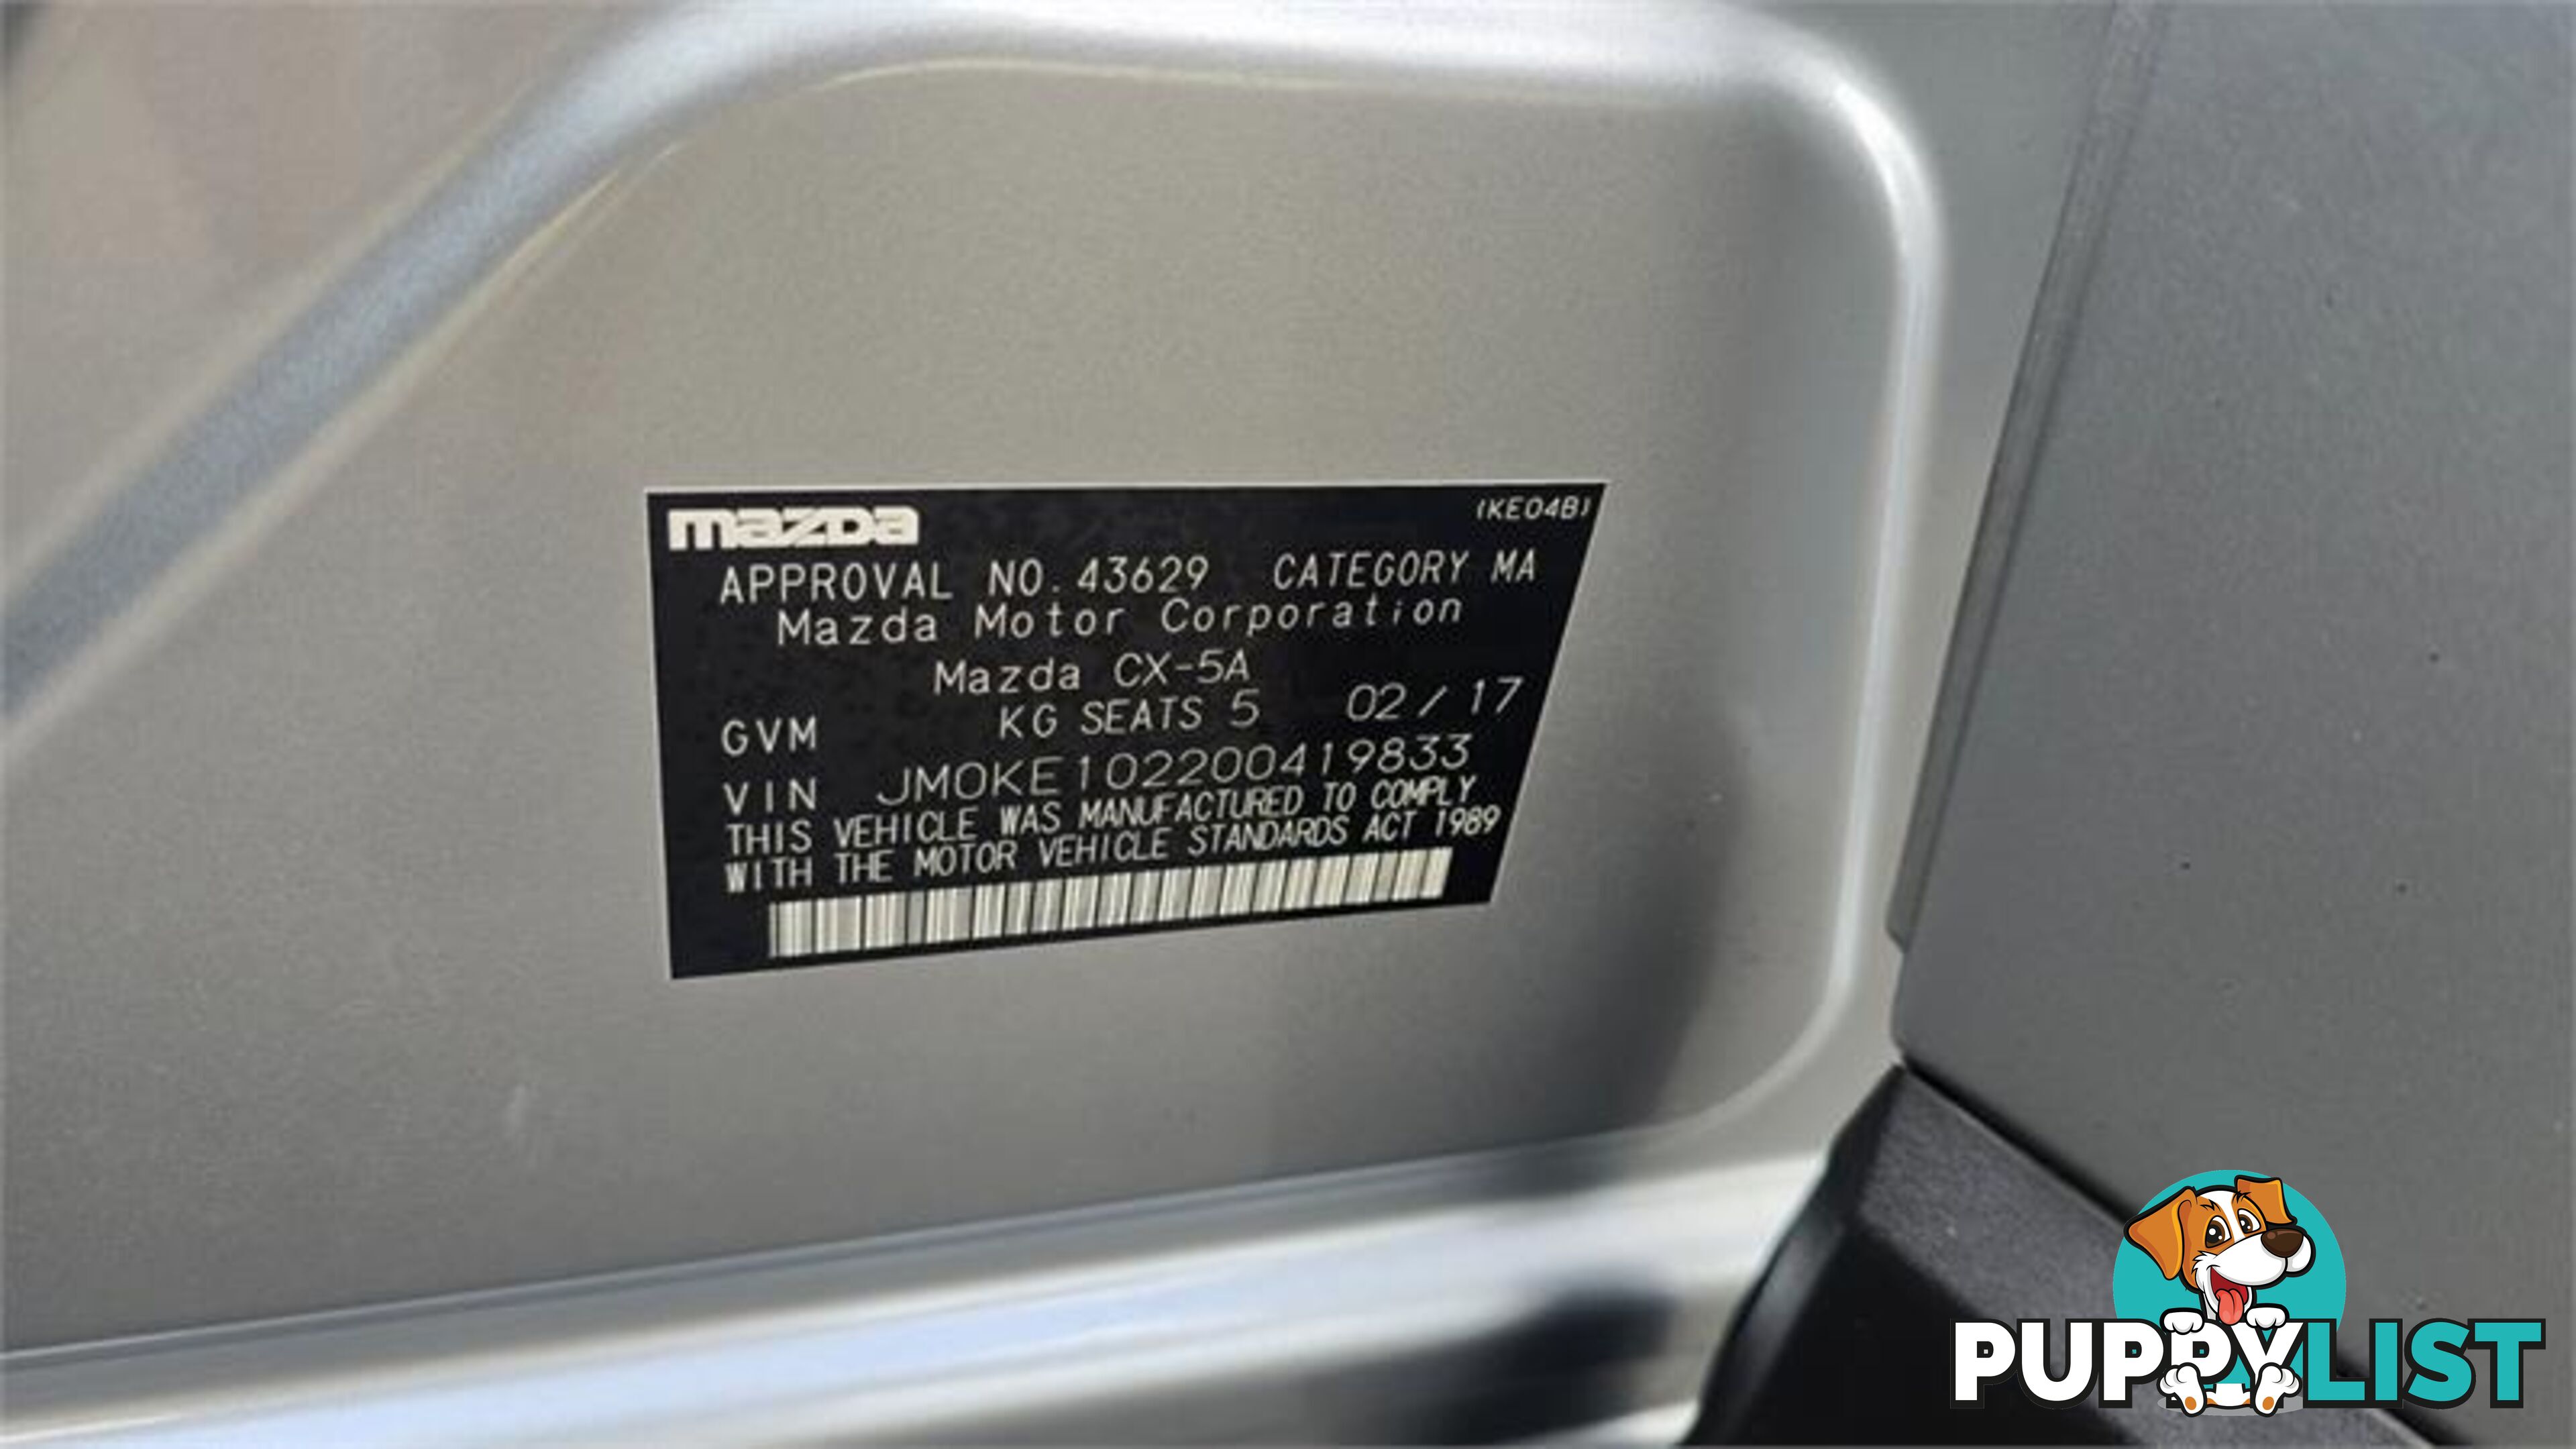 mazda (KE04B)
APPROVAL NO. 43629 CATEGORY MA
Mazda Motor Corporation
Mazda CX-5A
GVM KG SEATS 5 02/17
VIN JM0KE102200419833
THIS VEHICLE WAS MANUFACTURED TO COMPLY
WITH THE MOTOR VEHICLE STANDARDS ACT 1989
PUPPYLIST